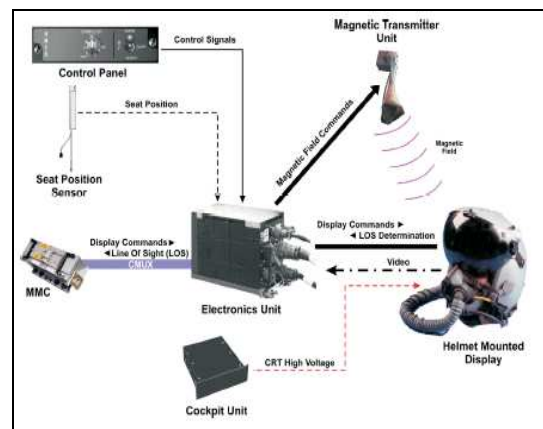 Magnetic Transmitter
Unit
Control Signals
Control Panel
Seat Position
Magnetic Field Commands
Magnetic
Field
Seat Position
Sensor
Display Commands ►
◄ LOS Determination
Display Commands ►
◄ Line Of Sight (LOS)
CMUX
Video
MMC
Electronics Unit
Helmet Mounted
Display
CRT High Voltage
Cockpit Unit